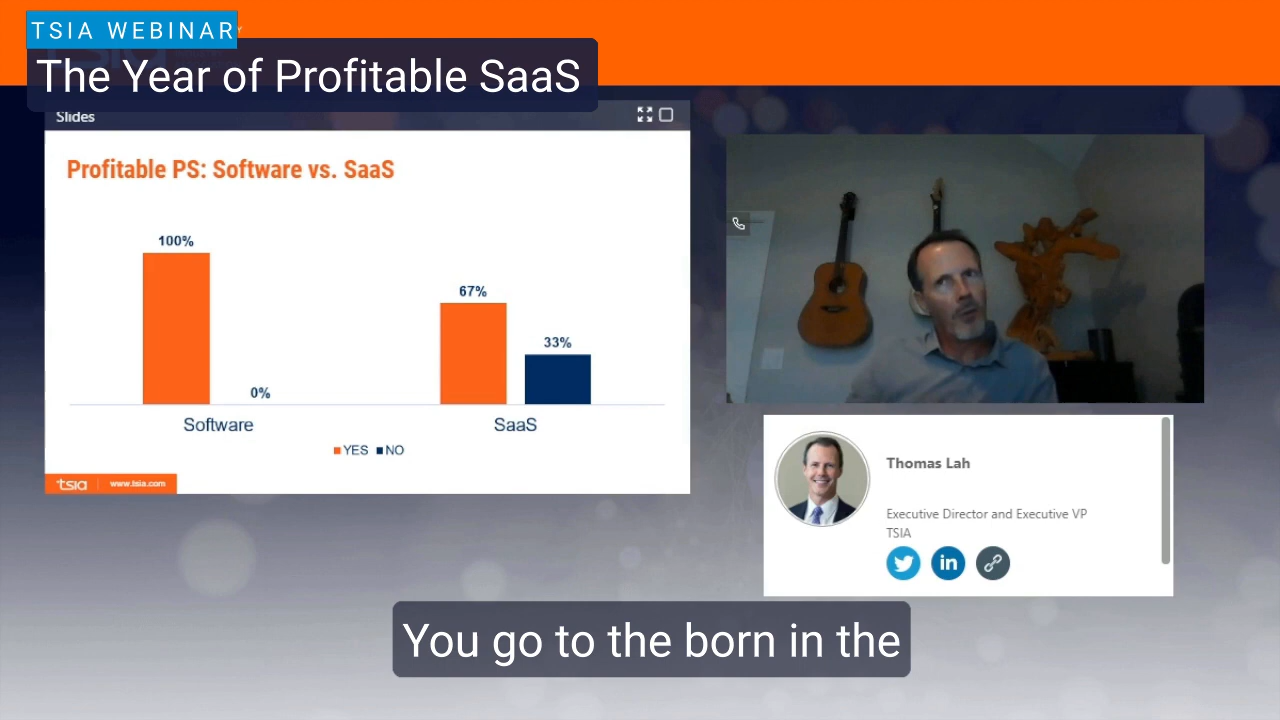 TSIA WEBINAR
The Year of Profitable SaaS
Slides
Profitable PS: Software vs. SaaS
100%
0%
67%
33%
Software
SaaS
YES NO
tsia www.tsia.com
Thomas Lah
Executive Director and Executive VP
TSIA
in
You go to the born in the